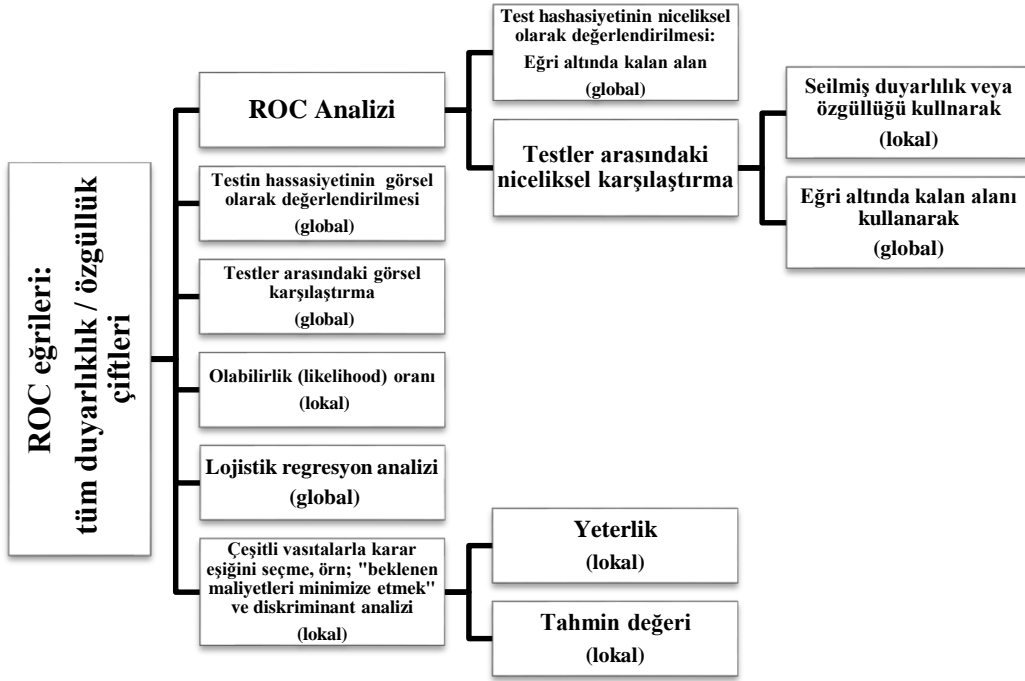 ROC eğrileri:
tüm duyarlıklık / özgüllük
çiftleri
ROC Analizi
Test hashasiyetinin niceliksel
olarak değerlendirilmesi:
Eğri altında kalan alan
(global)
Testler arasındaki
niceliksel karşılaştırma
Seilmiş duyarlılık veya
özgüllüğü kullnarak
(lokal)
Eğri altında kalan alanı
kullanarak
(global)
Testin hassasiyetinin görsel
olarak değerlendirilmesi
(global)
Testler arasındaki görsel
karşılaştırma
(global)
Olabilirlik (likelihood) oranı
(lokal)
Lojistik regresyon analizi
(global)
Çeşitli vasıtalarla karar
eşiğini seçme, örn; "beklenen
maliyetleri minimize etmek"
ve diskriminant analizi
(lokal)
Yeterlik
(lokal)
Tahmin değeri
(lokal)